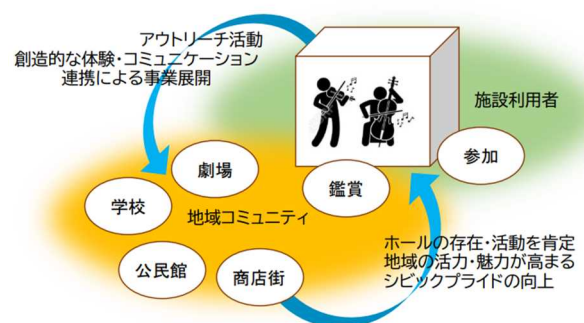 アウトリーチ活動
創造的な体験・コミュニケーション
連携による事業展開
施設利用者
参加
鑑賞
劇場
学校
地域コミュニティ
公民館
商店街
ホールの存在・活動を肯定
地域の活力・魅力が高まる
シビックプライドの向上